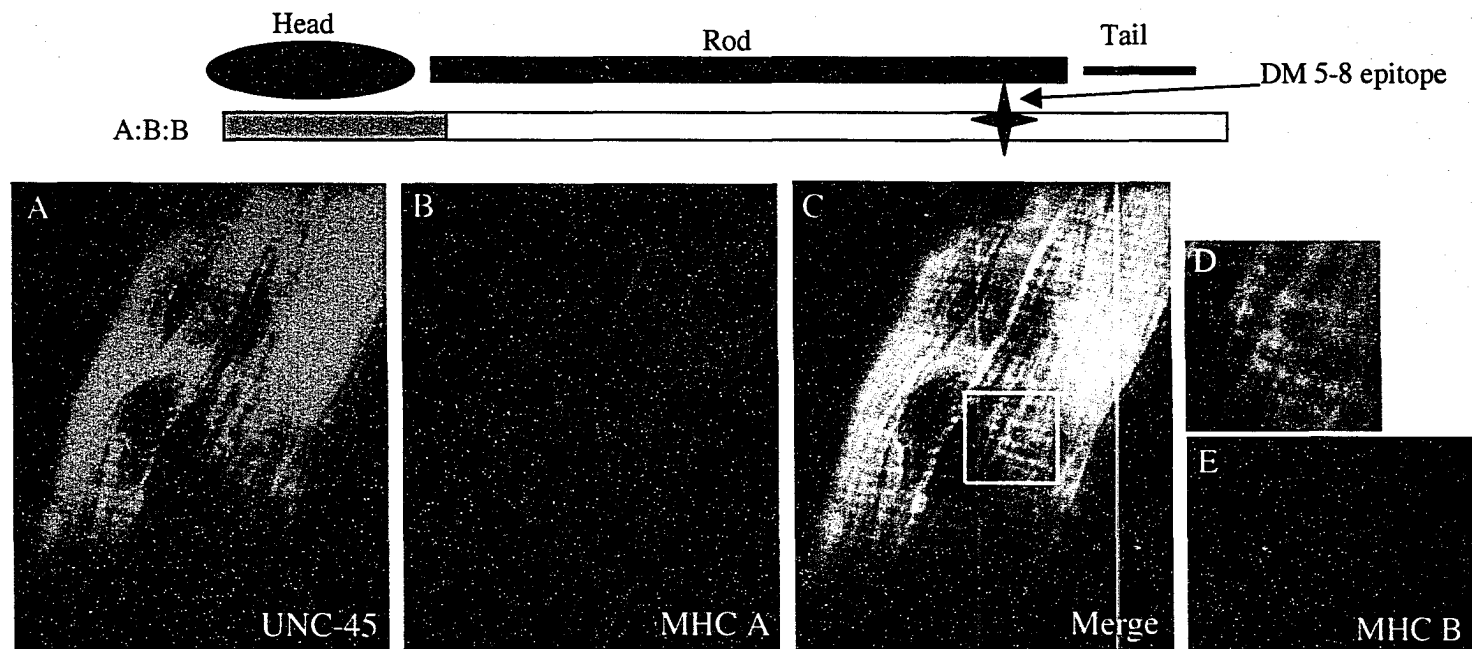 Head
Rod
Tail
DM 5-8 epitope
A:B:B
A
B
C
D
E
UNC-45
MHC A
Merge
MHC B